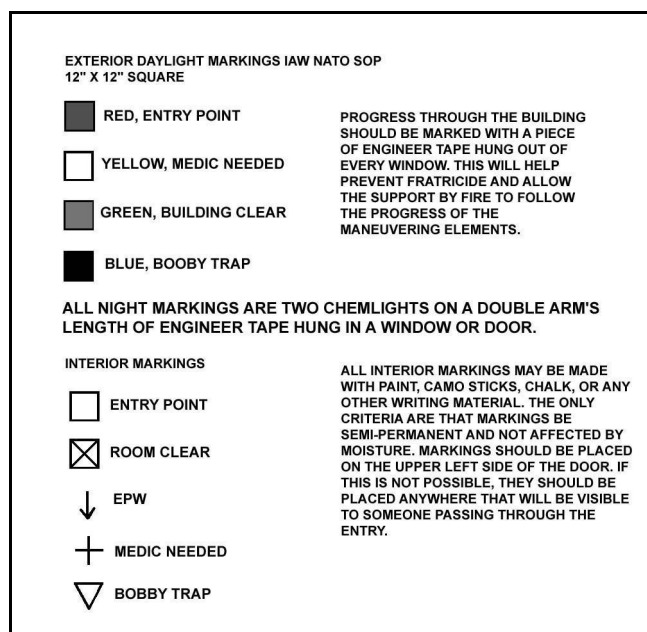 EXTERIOR DAYLIGHT MARKINGS IAW NATO SOP
12" X 12" SQUARE
RED, ENTRY POINT
YELLOW, MEDIC NEEDED
GREEN, BUILDING CLEAR
BLUE, BOOBY TRAP
PROGRESS THROUGH THE BUILDING
SHOULD BE MARKED WITH A PIECE
OF ENGINEER TAPE HUNG OUT OF
EVERY WINDOW. THIS WILL HELP
PREVENT FRATRICIDE AND ALLOW
THE SUPPORT BY FIRE TO FOLLOW
THE PROGRESS OF THE
MANEUVERING ELEMENTS.
ALL NIGHT MARKINGS ARE TWO CHEMLIGHTS ON A DOUBLE ARM'S
LENGTH OF ENGINEER TAPE HUNG IN A WINDOW OR DOOR.
INTERIOR MARKINGS
ENTRY POINT
ROOM CLEAR
EPW
MEDIC NEEDED
BOBBY TRAP
ALL INTERIOR MARKINGS MAY BE MADE
WITH PAINT, CAMO STICKS, CHALK, OR ANY
OTHER WRITING MATERIAL. THE ONLY
CRITERIA ARE THAT MARKINGS BE
SEMI-PERMANENT AND NOT AFFECTED BY
MOISTURE. MARKINGS SHOULD BE PLACED
ON THE UPPER LEFT SIDE OF THE DOOR. IF
THIS IS NOT POSSIBLE, THEY SHOULD BE
PLACED ANYWHERE THAT WILL BE VISIBLE
TO SOMEONE PASSING THROUGH THE
ENTRY.